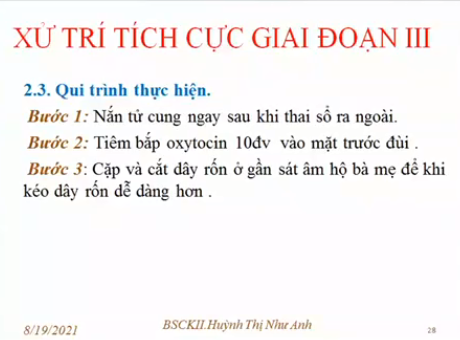 XỬ TRÍ TÍCH CỰC GIAI ĐOẠN III
2.3. Qui trình thực hiện.
Bước 1: Nắn tử cung ngay sau khi thai sổ ra ngoài.
Bước 2: Tiêm bắp oxytocin 10đv vào mặt trước đùi .
Bước 3: Cặp và cắt dây rốn ở gần sát âm hộ bà mẹ để khi
kéo dây rốn dễ dàng hơn .
8/19/2021
BSCKII.Huỳnh Thị Như Anh
28